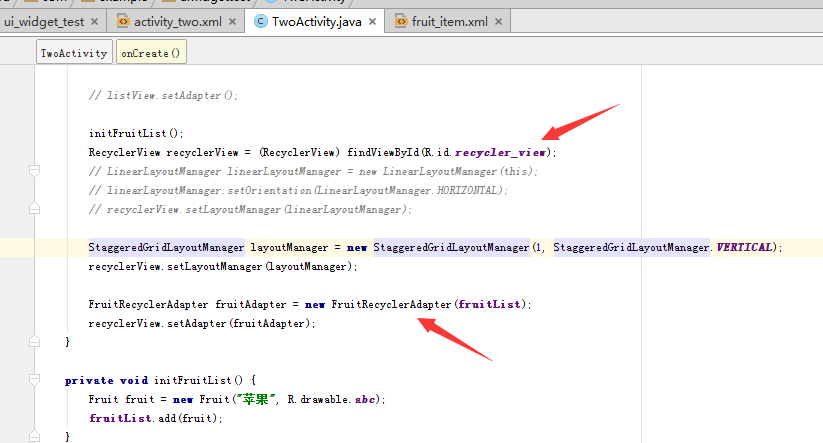 ui_widget_test × activity_two.xml × TwoActivity.java × fruit_item.xml ×
TwoActivity onCreate()
// listView.setAdapter();
initFruitList();
RecyclerView recyclerView = (RecyclerView) findViewById(R.id.recycler_view);
// LinearLayoutManager linearLayoutManager = new LinearLayoutManager(this);
// linearLayoutManager.setOrientation(LinearLayoutManager.HORIZONTAL);
// recyclerView.setLayoutManager(linearLayoutManager);
StaggeredGridLayoutManager layoutManager = new StaggeredGridLayoutManager(1, StaggeredGridLayoutManager.VERTICAL);
recyclerView.setLayoutManager(layoutManager);
FruitRecyclerAdapter fruitAdapter = new FruitRecyclerAdapter(fruitList);
recyclerView.setAdapter(fruitAdapter);
}
private void initFruitList() {
Fruit fruit = new Fruit("苹果", R.drawable.abc);
fruitList.add(fruit);
}